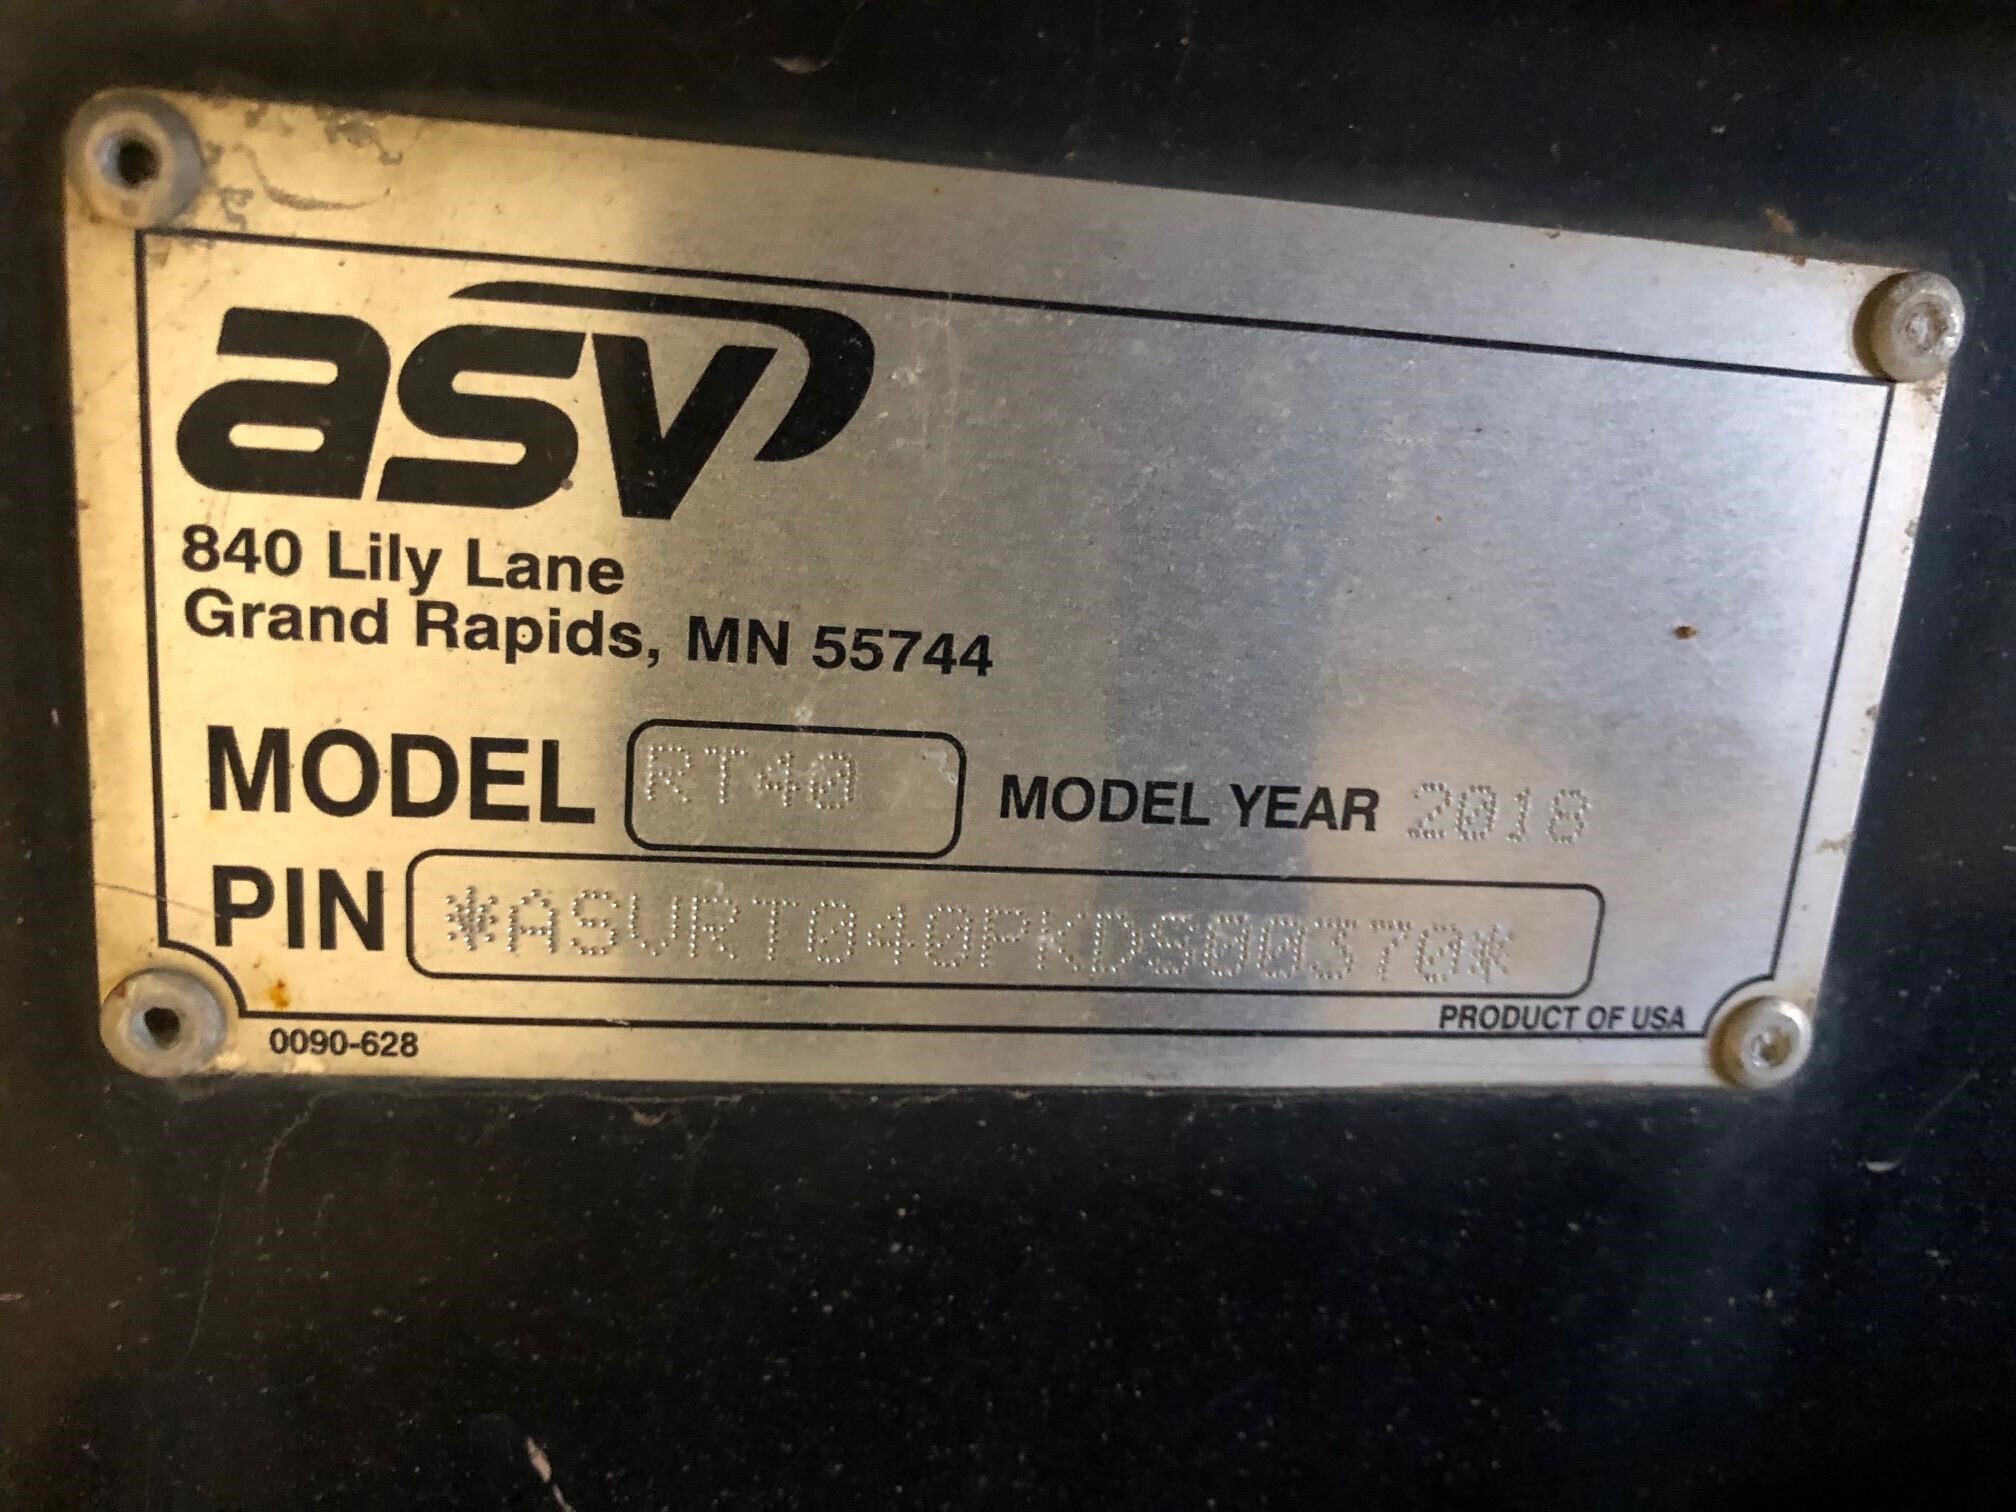 asv
840 Lily Lane
Grand Rapids, MN 55744
MODEL RT40 MODEL YEAR 2018
PIN *ASVRT040PKDS00370*
PRODUCT OF USA
0090-628